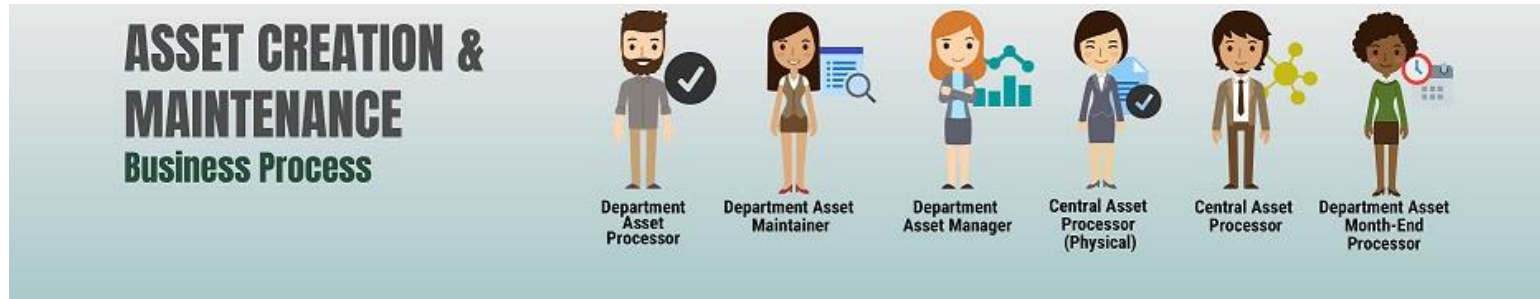 ASSET CREATION &
MAINTENANCE
Business Process
Department
Asset
Processor
Department Asset
Maintainer
Department
Asset Manager
Central Asset
Processor
(Physical)
Central Asset
Processor
Department Asset
Month-End
Processor